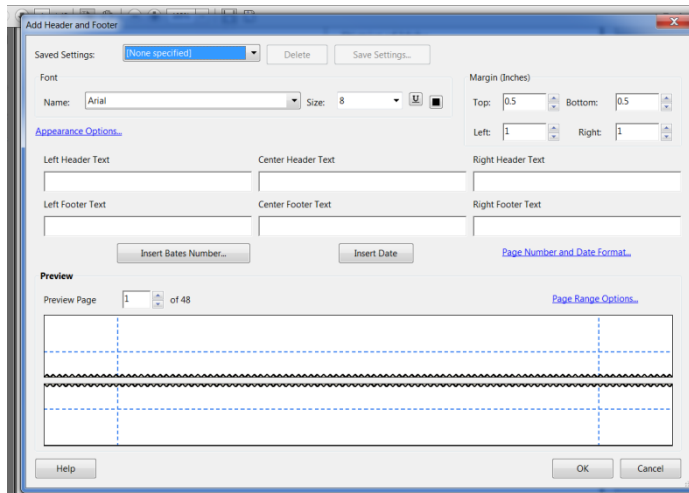 Add Header and Footer
Saved Settings: [None specified] Delete Save Settings...
Font
Name: Arial Size: 8 U
Margin (Inches)
Top: 0.5 Bottom: 0.5
Left: 1 Right: 1
Appearance Options...
Left Header Text Center Header Text Right Header Text
Left Footer Text Center Footer Text Right Footer Text
Insert Bates Number... Insert Date Page Number and Date Format...
Preview
Preview Page 1 of 48 Page Range Options...
Help OK Cancel